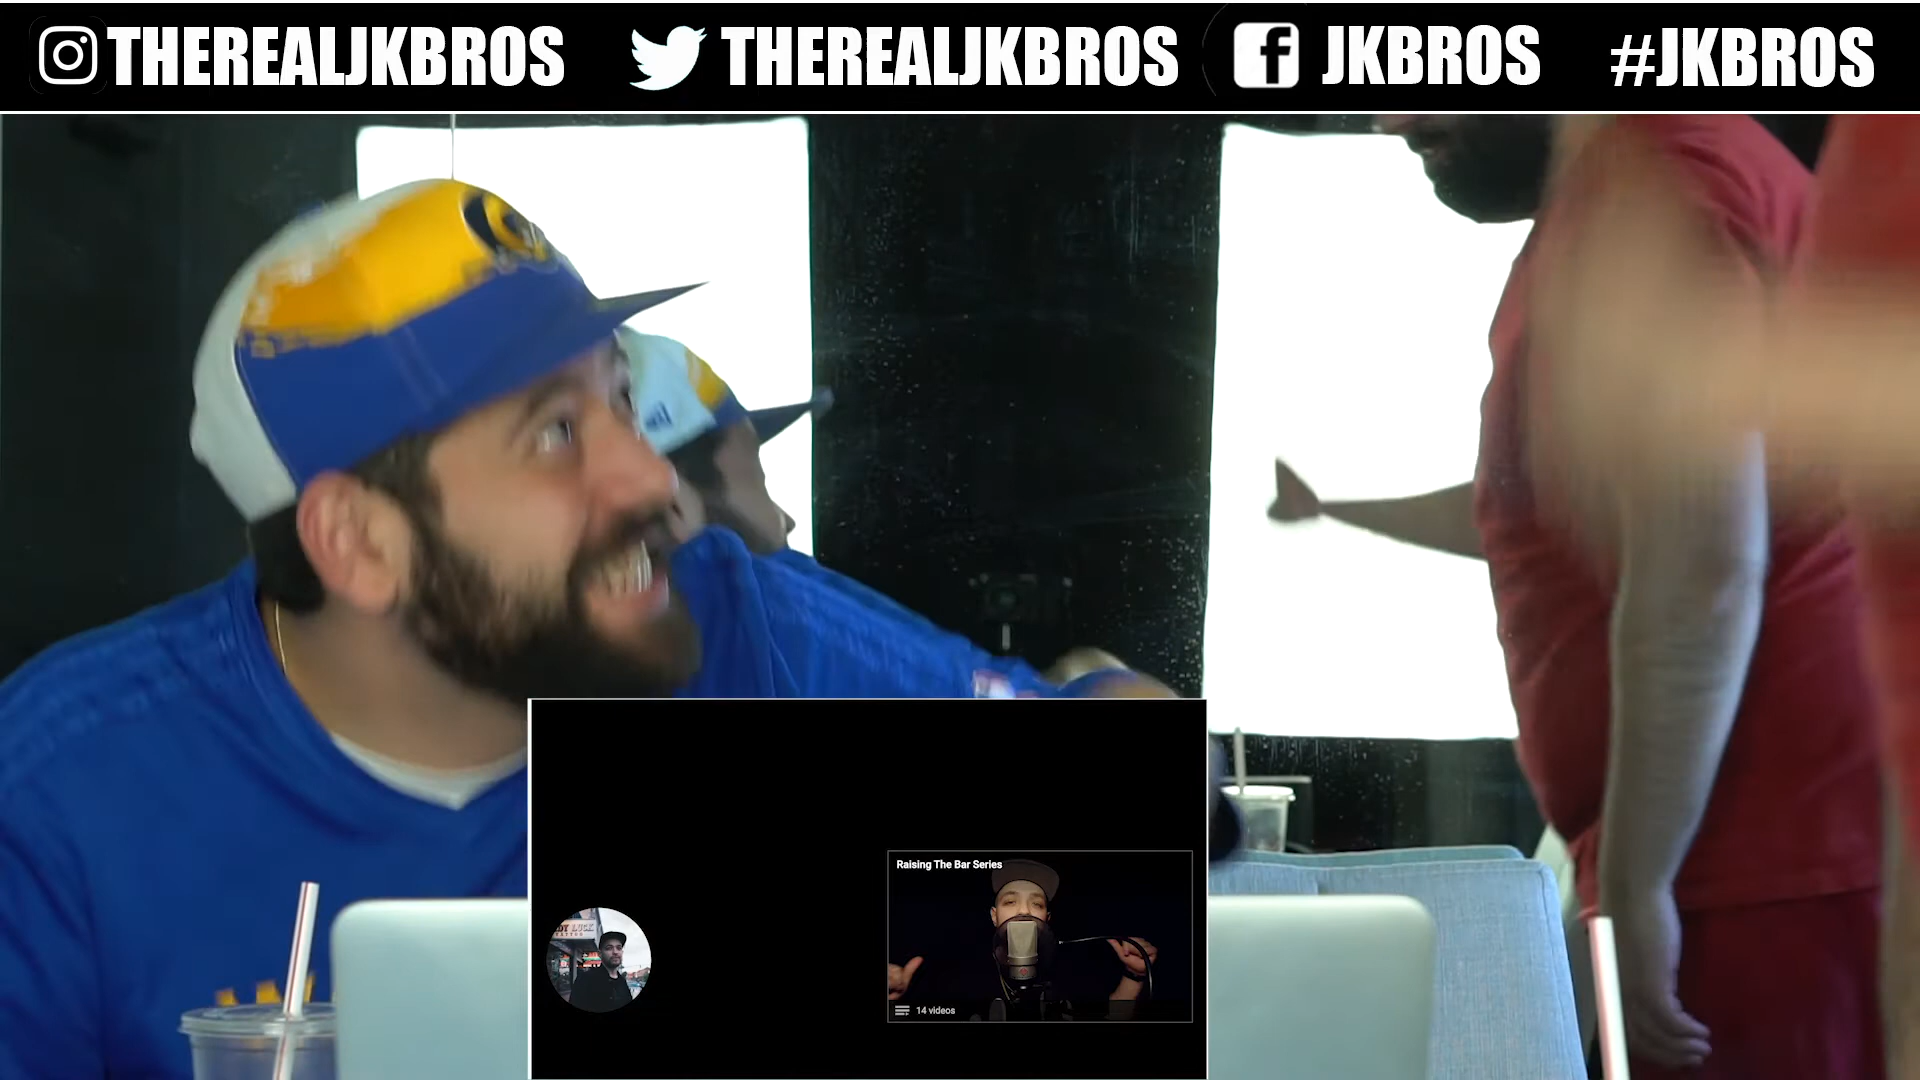 THEREALJKBROS THEREALJKBROS JKBROS #JKBROS
Raising The Bar Series
14 videos